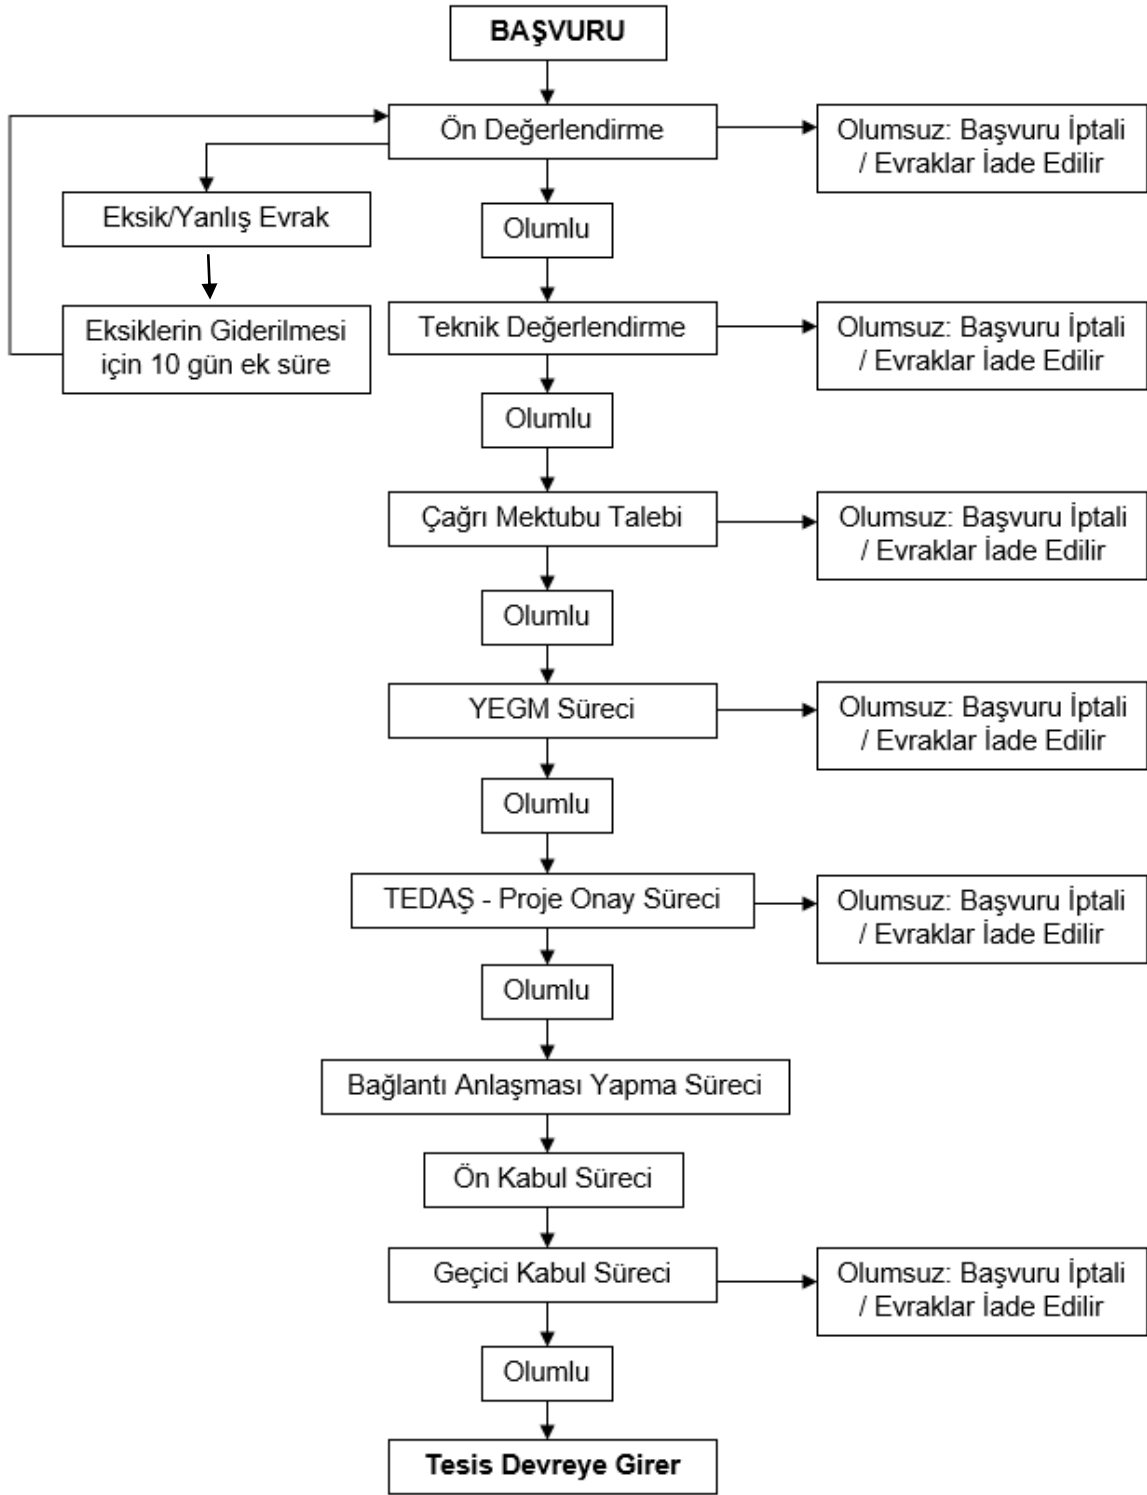 BAŞVURU
Ön Değerlendirme
Olumsuz: Başvuru İptali
/ Evraklar İade Edilir
Eksik/Yanlış Evrak
Olumlu
Eksiklerin Giderilmesi
için 10 gün ek süre
Teknik Değerlendirme
Olumsuz: Başvuru İptali
/ Evraklar İade Edilir
Olumlu
Çağrı Mektubu Talebi
Olumsuz: Başvuru İptali
/ Evraklar İade Edilir
Olumlu
YEGM Süreci
Olumsuz: Başvuru İptali
/ Evraklar İade Edilir
Olumlu
TEDAŞ - Proje Onay Süreci
Olumsuz: Başvuru İptali
/ Evraklar İade Edilir
Olumlu
Bağlantı Anlaşması Yapma Süreci
Ön Kabul Süreci
Geçici Kabul Süreci
Olumsuz: Başvuru İptali
/ Evraklar İade Edilir
Olumlu
Tesis Devreye Girer